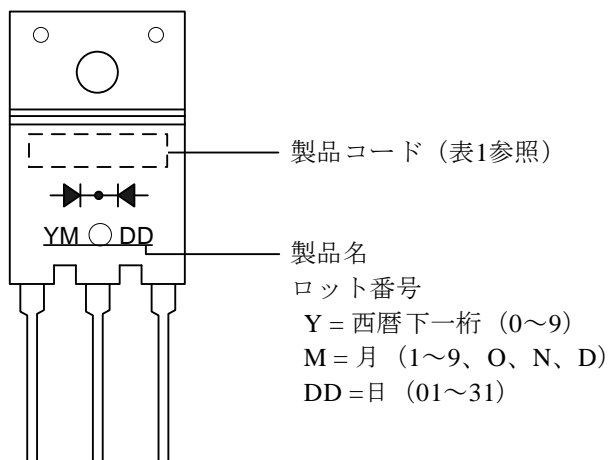 製品コード（表1参照）
YM DD
製品名
ロット番号
Y = 西暦下一桁（0～9）
M = 月（1～9、O、N、D）
DD =日（01～31）